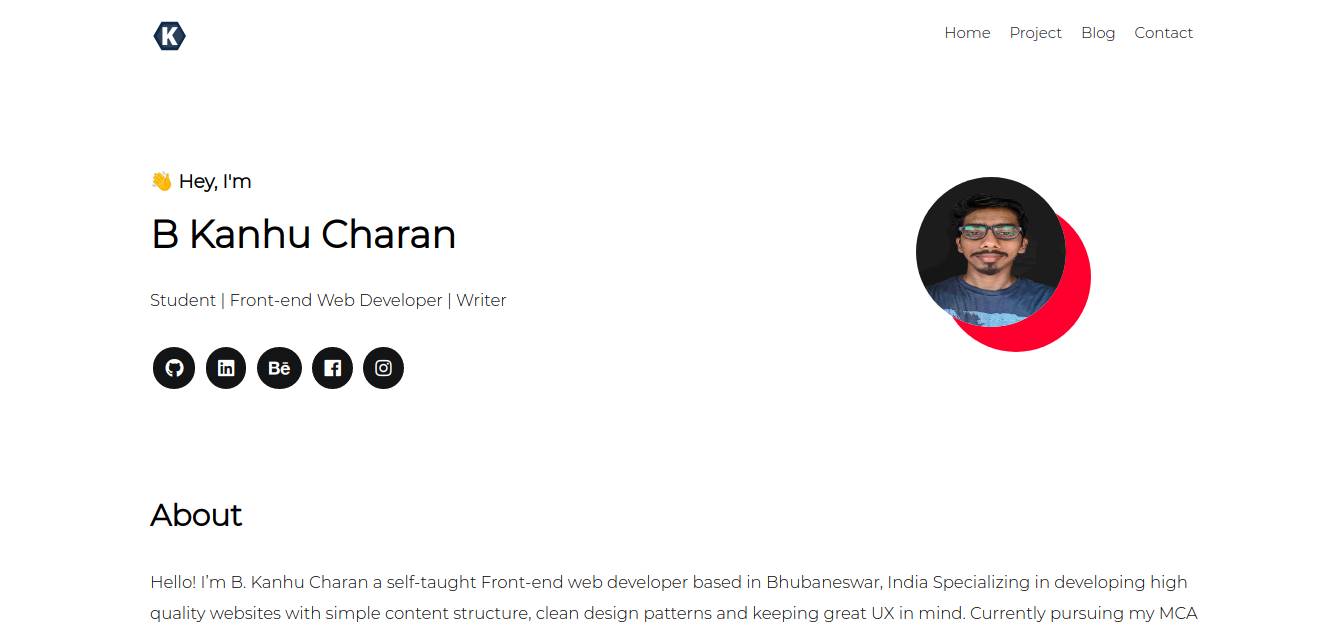 K
Home Project Blog Contact
👋 Hey, I'm
B Kanhu Charan
Student | Front-end Web Developer | Writer
in Bē
About
Hello! I’m B. Kanhu Charan a self-taught Front-end web developer based in Bhubaneswar, India Specializing in developing high
quality websites with simple content structure, clean design patterns and keeping great UX in mind. Currently pursuing my MCA